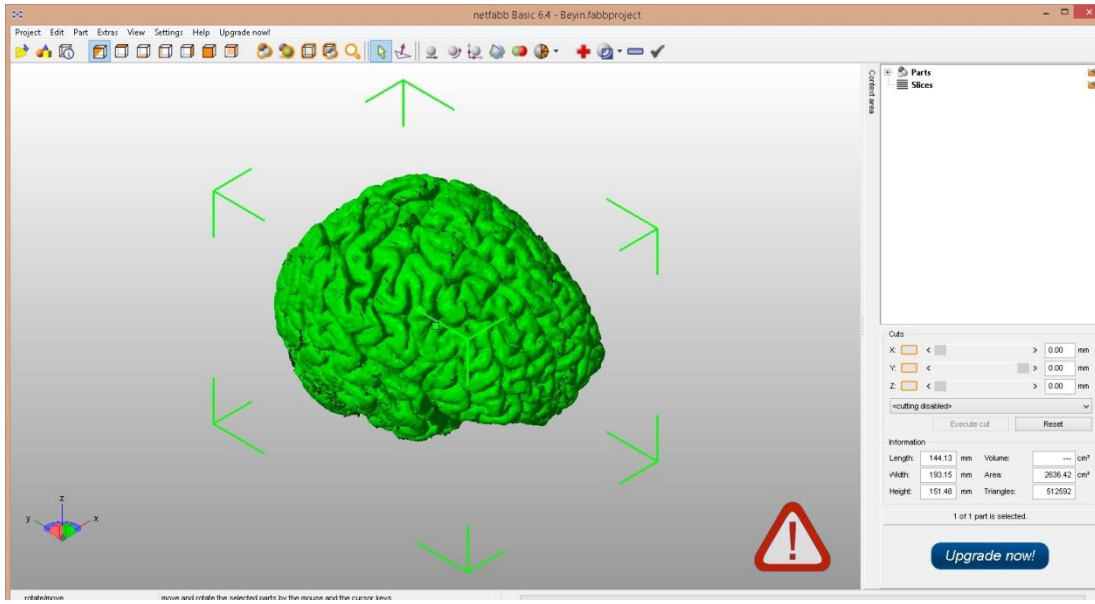 netfabb Basic 6.4 - Beyin.fabbproject
Project Edit Part Extras View Settings Help Upgrade now!
Context area
Parts
Slices
Cuts
X: < > 0.00 mm
Y: < > 0.00 mm
Z: < > 0.00 mm
<cutting disabled>
Execute cut Reset
Information
Length: 144.13 mm Volume: --- cm³
Width: 193.15 mm Area: 2636.42 cm²
Height: 151.48 mm Triangles: 512592
1 of 1 part is selected.
Upgrade now!
z
y x
!
rotate/move move and rotate the selected parts by the mouse and the cursor keys